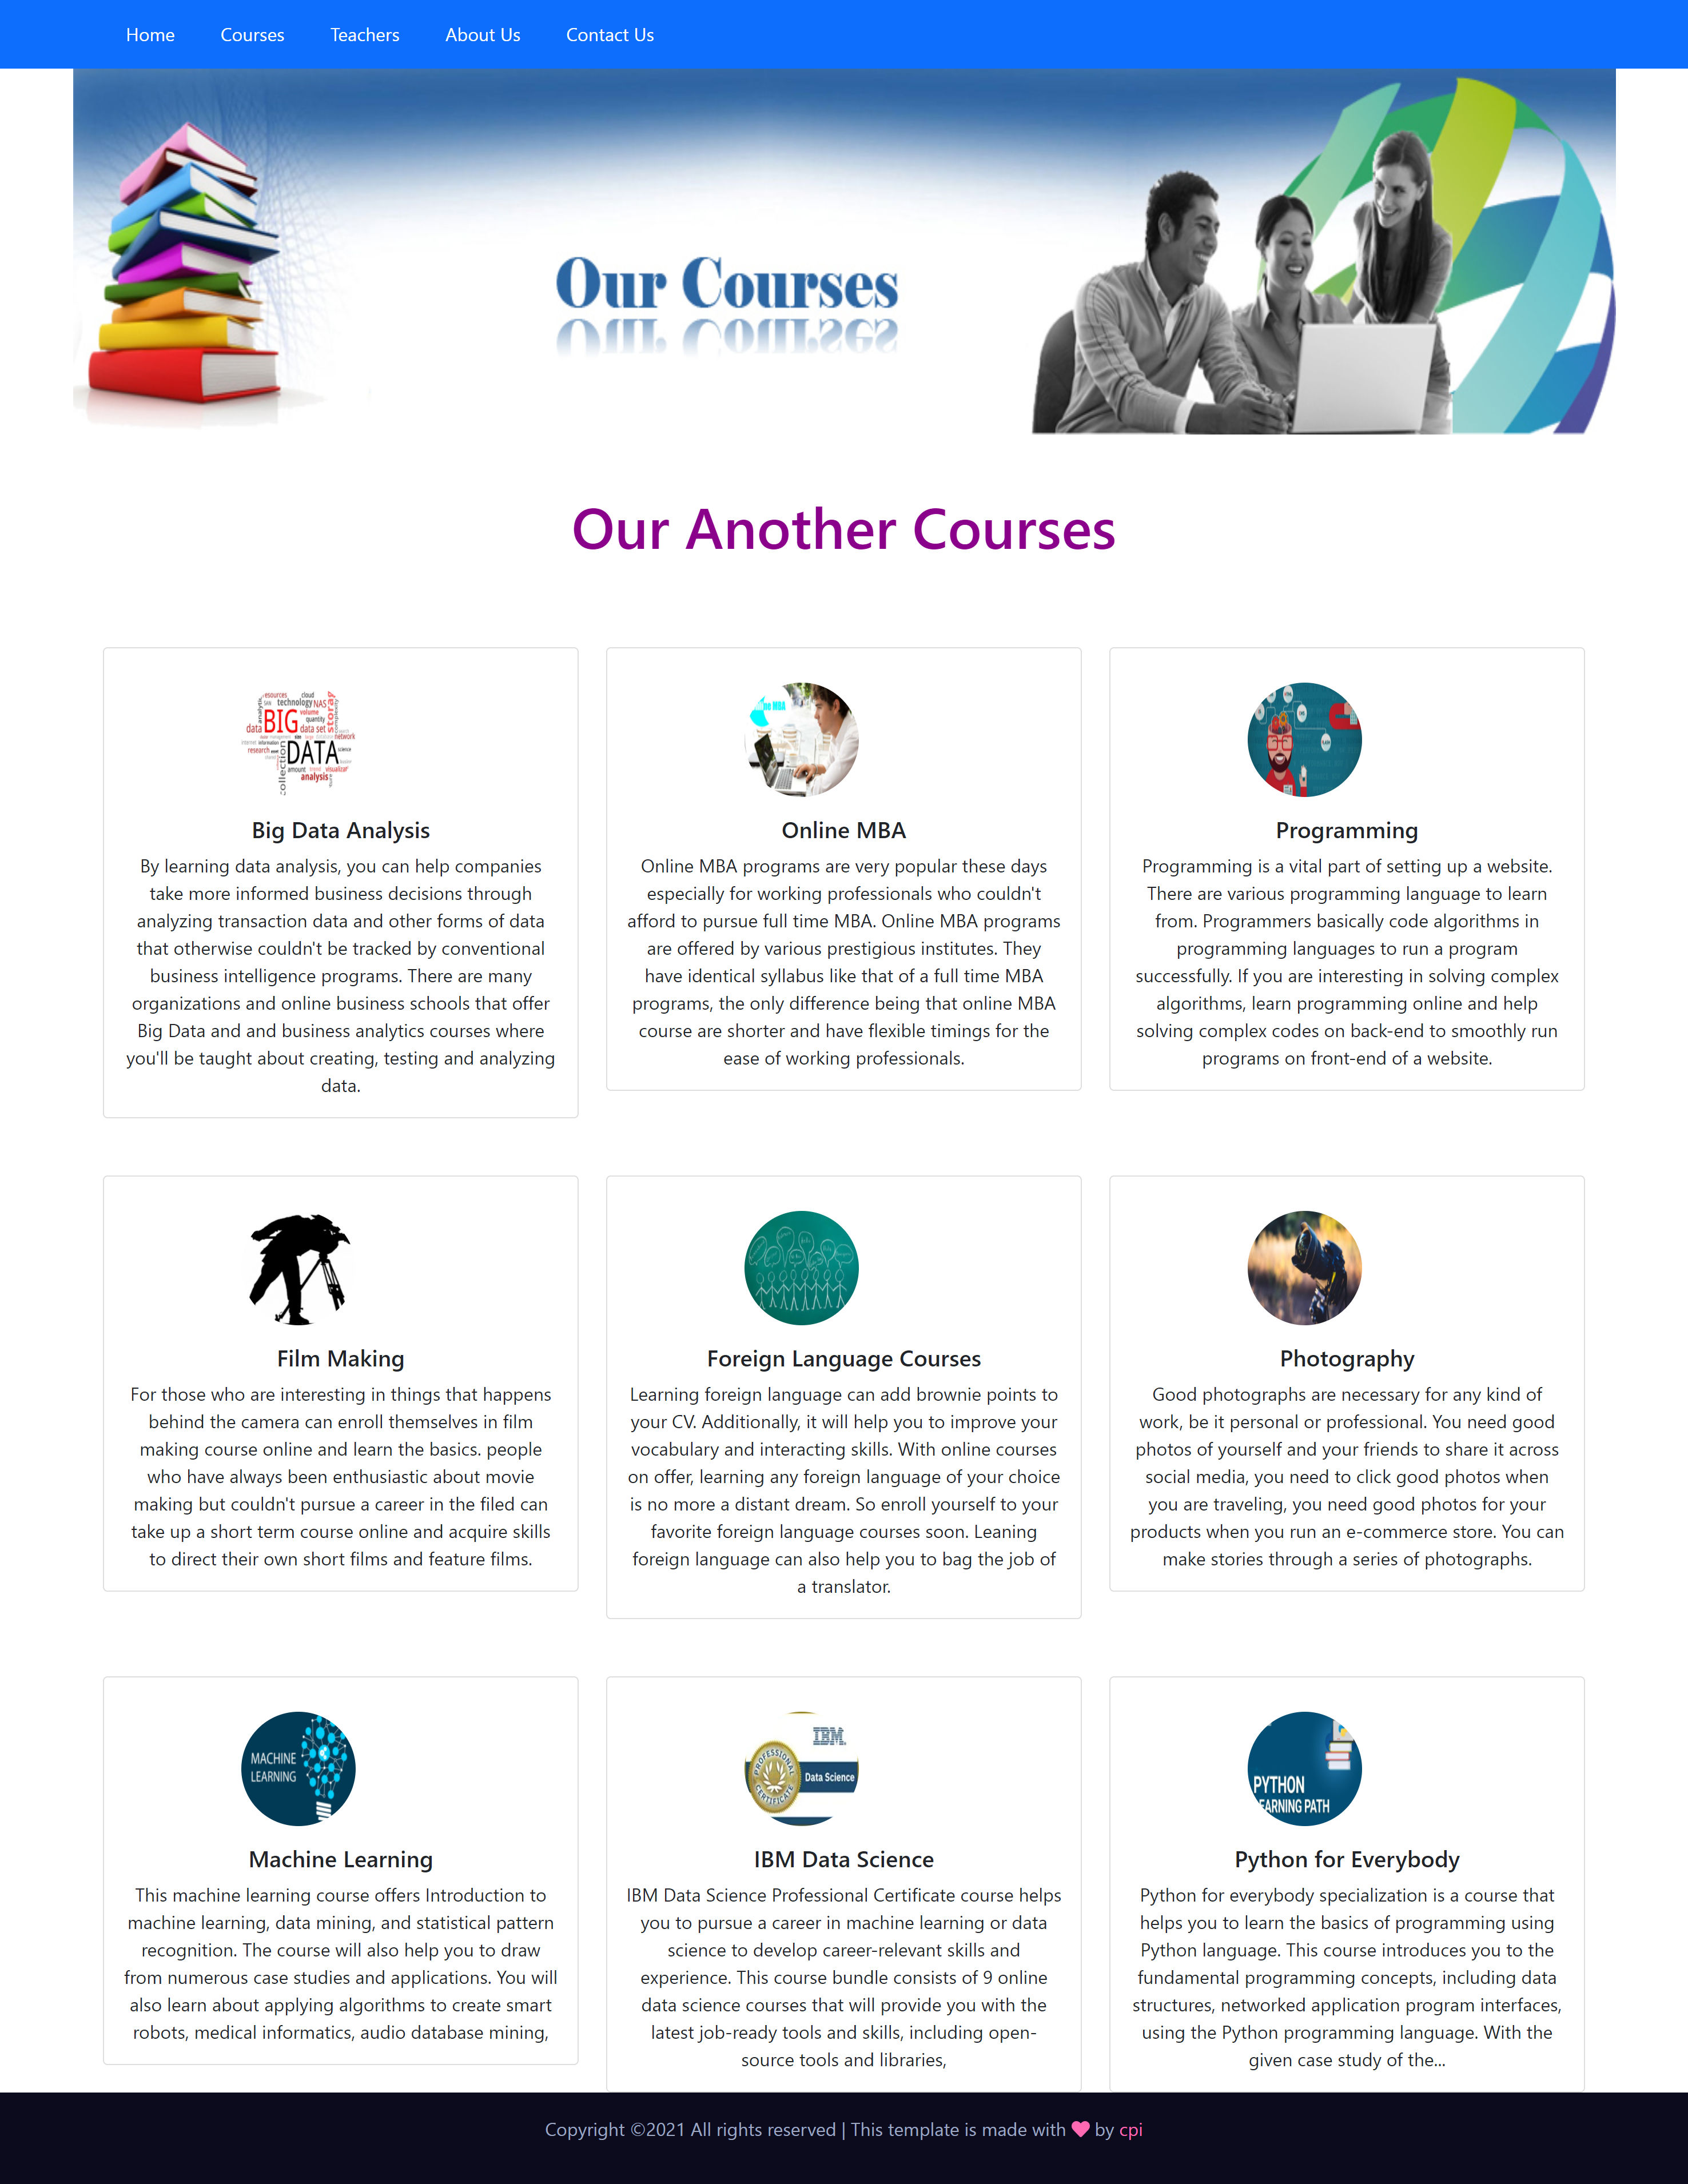 Home Courses Teachers About Us Contact Us
Our Courses
Our Another Courses
BIG DATA
Big Data Analysis
By learning data analysis, you can help companies
take more informed business decisions through
analyzing transaction data and other forms of data
that otherwise couldn't be tracked by conventional
business intelligence programs. There are many
organizations and online business schools that offer
Big Data and and business analytics courses where
you'll be taught about creating, testing and analyzing
data.
Online MBA
Online MBA programs are very popular these days
especially for working professionals who couldn't
afford to pursue full time MBA. Online MBA programs
are offered by various prestigious institutes. They
have identical syllabus like that of a full time MBA
programs, the only difference being that online MBA
course are shorter and have flexible timings for the
ease of working professionals.
Programming
Programming is a vital part of setting up a website.
There are various programming language to learn
from. Programmers basically code algorithms in
programming languages to run a program
successfully. If you are interesting in solving complex
algorithms, learn programming online and help
solving complex codes on back-end to smoothly run
programs on front-end of a website.
Film Making
For those who are interesting in things that happens
behind the camera can enroll themselves in film
making course online and learn the basics. people
who have always been enthusiastic about movie
making but couldn't pursue a career in the filed can
take up a short term course online and acquire skills
to direct their own short films and feature films.
Foreign Language Courses
Learning foreign language can add brownie points to
your CV. Additionally, it will help you to improve your
vocabulary and interacting skills. With online courses
on offer, learning any foreign language of your choice
is no more a distant dream. So enroll yourself to your
favorite foreign language courses soon. Leaning
foreign language can also help you to bag the job of
a translator.
Photography
Good photographs are necessary for any kind of
work, be it personal or professional. You need good
photos of yourself and your friends to share it across
social media, you need to click good photos when
you are traveling, you need good photos for your
products when you run an e-commerce store. You can
make stories through a series of photographs.
MACHINE
LEARNING
Machine Learning
This machine learning course offers Introduction to
machine learning, data mining, and statistical pattern
recognition. The course will also help you to draw
from numerous case studies and applications. You will
also learn about applying algorithms to create smart
robots, medical informatics, audio database mining,
IBM
PROFESSIONAL CERTIFICATE
Data Science
IBM Data Science
IBM Data Science Professional Certificate course helps
you to pursue a career in machine learning or data
science to develop career-relevant skills and
experience. This course bundle consists of 9 online
data science courses that will provide you with the
latest job-ready tools and skills, including open-
source tools and libraries,
PYTHON
EARNING PATH
Python for Everybody
Python for everybody specialization is a course that
helps you to learn the basics of programming using
Python language. This course introduces you to the
fundamental programming concepts, including data
structures, networked application program interfaces,
using the Python programming language. With the
given case study of the...
Copyright ©2021 All rights reserved | This template is made with ♥ by cpi